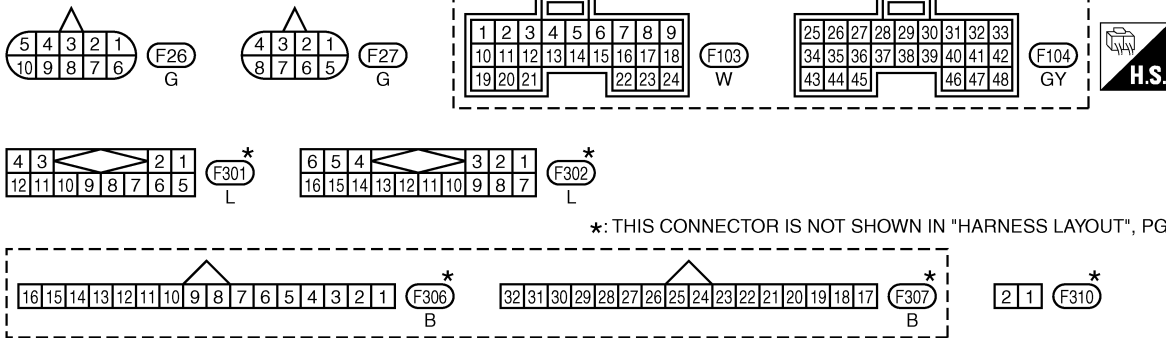 5 4 3 2 1
10 9 8 7 6
F26
G
4 3 2 1
8 7 6 5
F27
G
1 2 3 4 5 6 7 8 9
10 11 12 13 14 15 16 17 18
19 20 21 22 23 24
F103
W
25 26 27 28 29 30 31 32 33
34 35 36 37 38 39 40 41 42
43 44 45 46 47 48
F104
GY
H.S.
4 3 2 1
12 11 10 9 8 7 6 5
F301 *
L
6 5 4 3 2 1
16 15 14 13 12 11 10 9 8 7
F302 *
L
*: THIS CONNECTOR IS NOT SHOWN IN "HARNESS LAYOUT", PG
16 15 14 13 12 11 10 9 8 7 6 5 4 3 2 1
F306 *
B
32 31 30 29 28 27 26 25 24 23 22 21 20 19 18 17
F307 *
B
2 1
F310 *